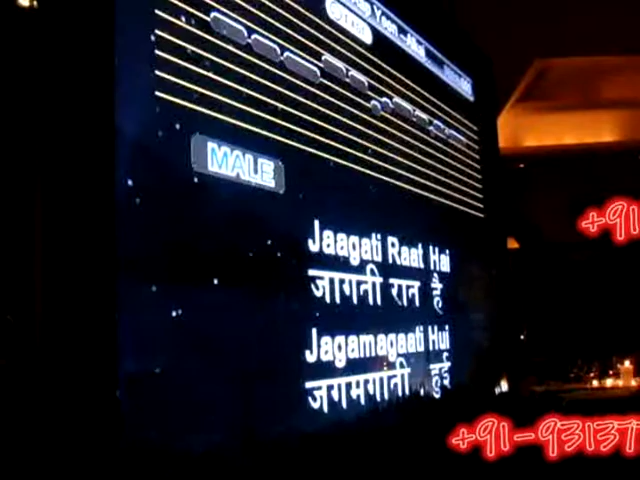 MALE
Jaagati Raat Hai
जागती रात है
+91
Jagamagaati Hui
जगमगाती हुई
+91-93137